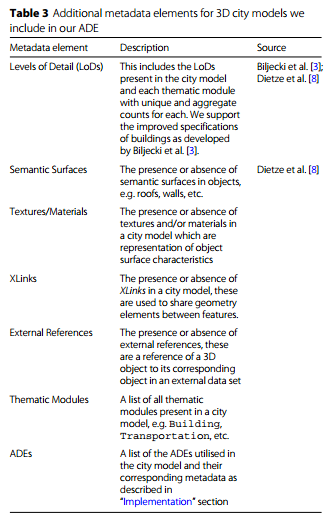 Table 3 Additional metadata elements for 3D city models we
include in our ADE
Metadata element Description Source
Levels of Detail (LoDs) This includes the LoDs Biljecki et al. [3];
present in the city model Dietze et al. [8]
and each thematic module
with unique and aggregate
counts for each. We support
the improved specifications
of buildings as developed
by Biljecki et al. [3].
Semantic Surfaces The presence or absence of Dietze et al. [8]
semantic surfaces in objects,
e.g. roofs, walls, etc.
Textures/Materials The presence or absence of
textures and/or materials in
a city model which are
representation of object
surface characteristics
XLinks The presence or absence of
XLinks in a city model, these
are used to share geometry
elements between features.
External References The presence or absence of
external references, these
are a reference of a 3D
object to its corresponding
object in an external data set
Thematic Modules A list of all thematic
modules present in a city
model, e.g. Building,
Transportation, etc.
ADEs A list of the ADEs utilised in
the city model and their
corresponding metadata as
described in
"Implementation" section